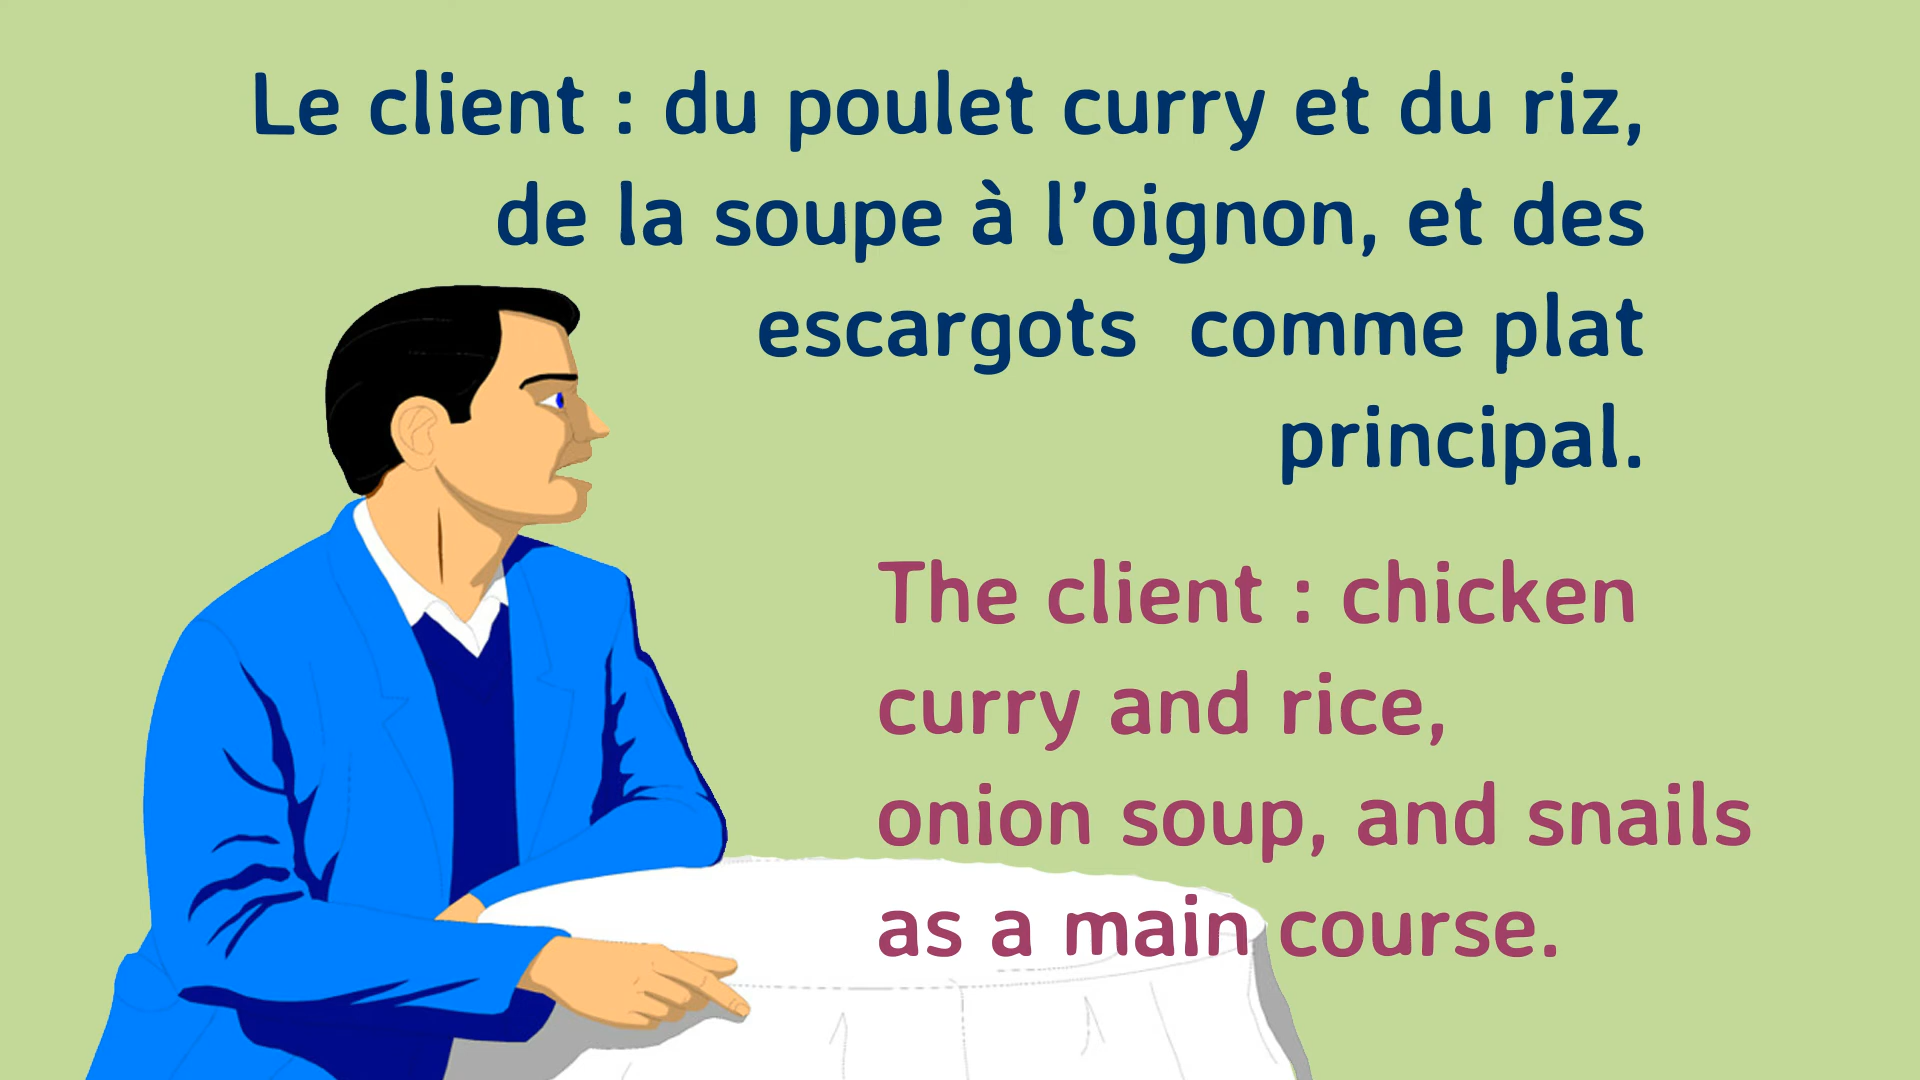 Le client : du poulet curry et du riz,
de la soupe à l’oignon, et des
escargots  comme plat
principal.
The client : chicken
curry and rice,
onion soup, and snails
as a main course.